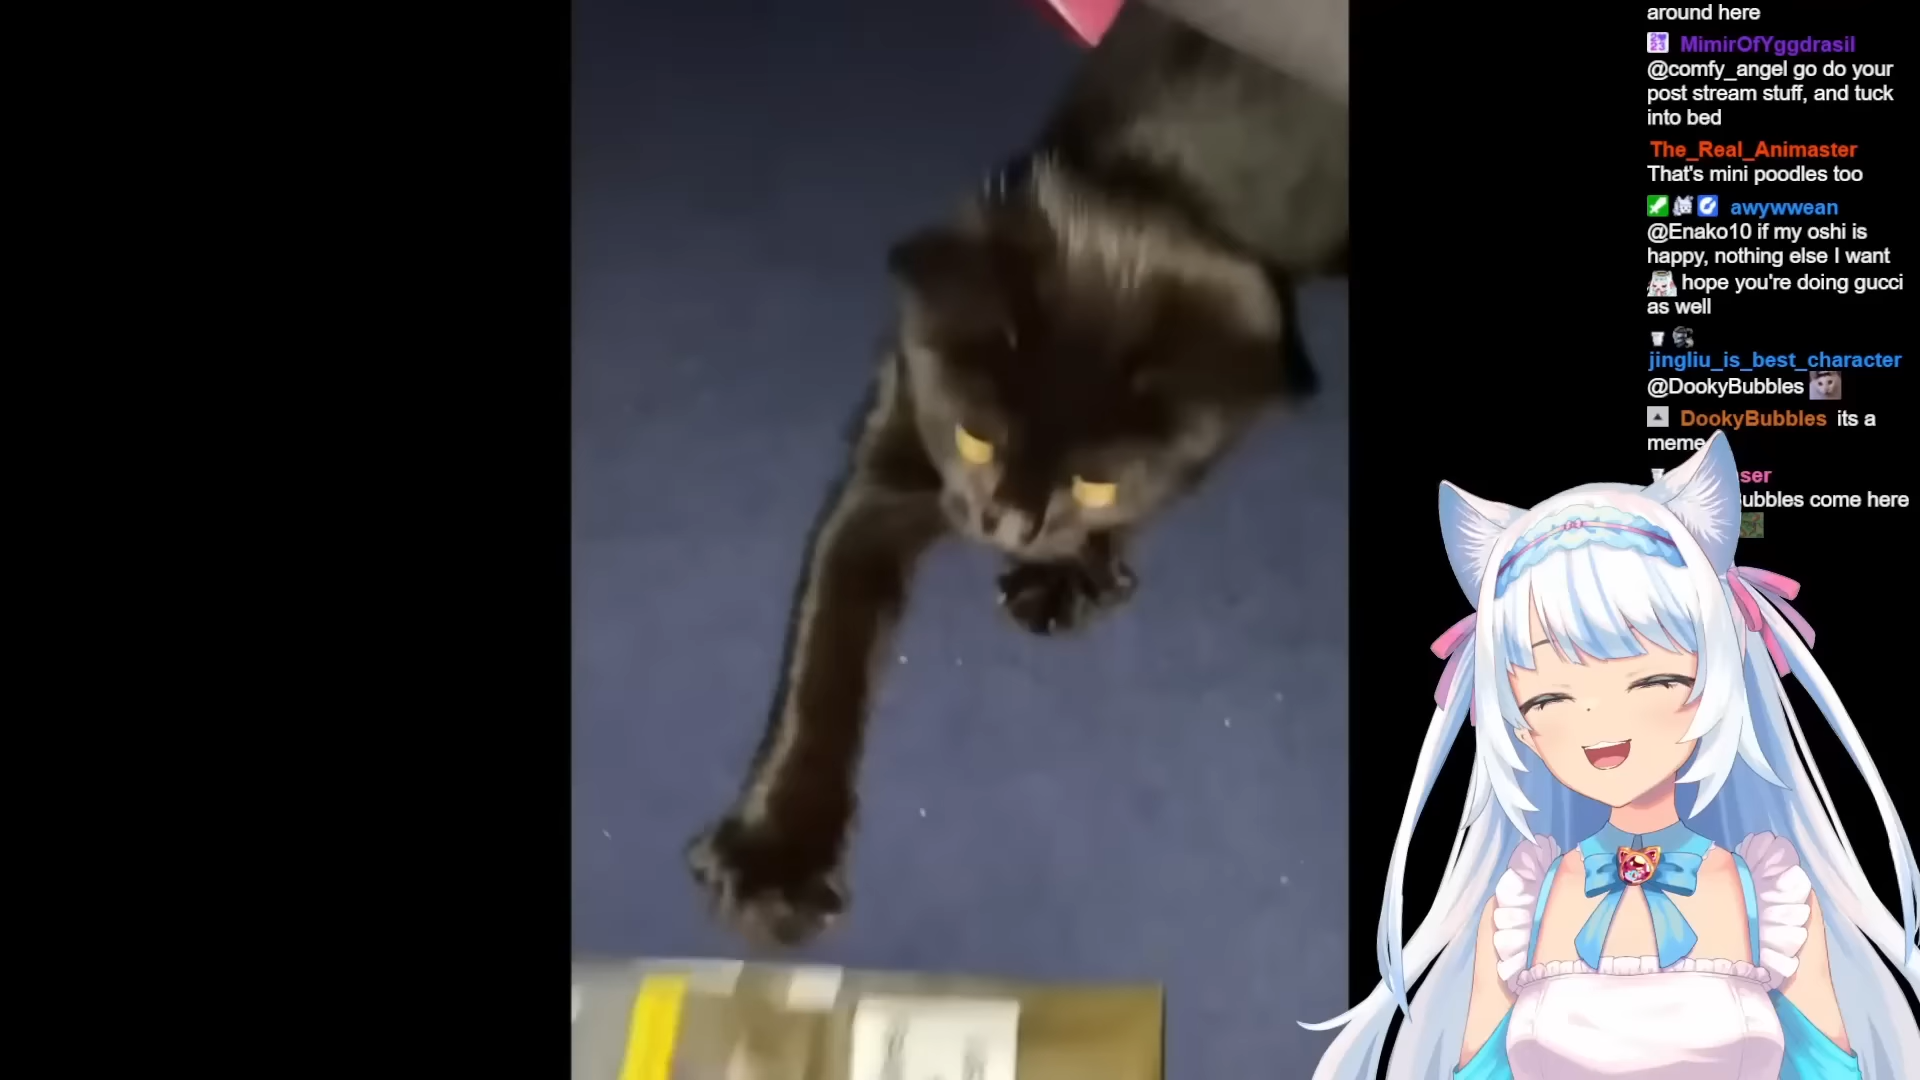 around here
MimirOfYggdrasil
@comfy_angel go do your
post stream stuff, and tuck
into bed
The_Real_Animaster
That's mini poodles too
awywwean
@Enako10 if my oshi is
happy, nothing else I want
hope you're doing gucci
as well
jingliu_is_best_character
@DookyBubbles
DookyBubbles its a
meme
ser
ubbles come here